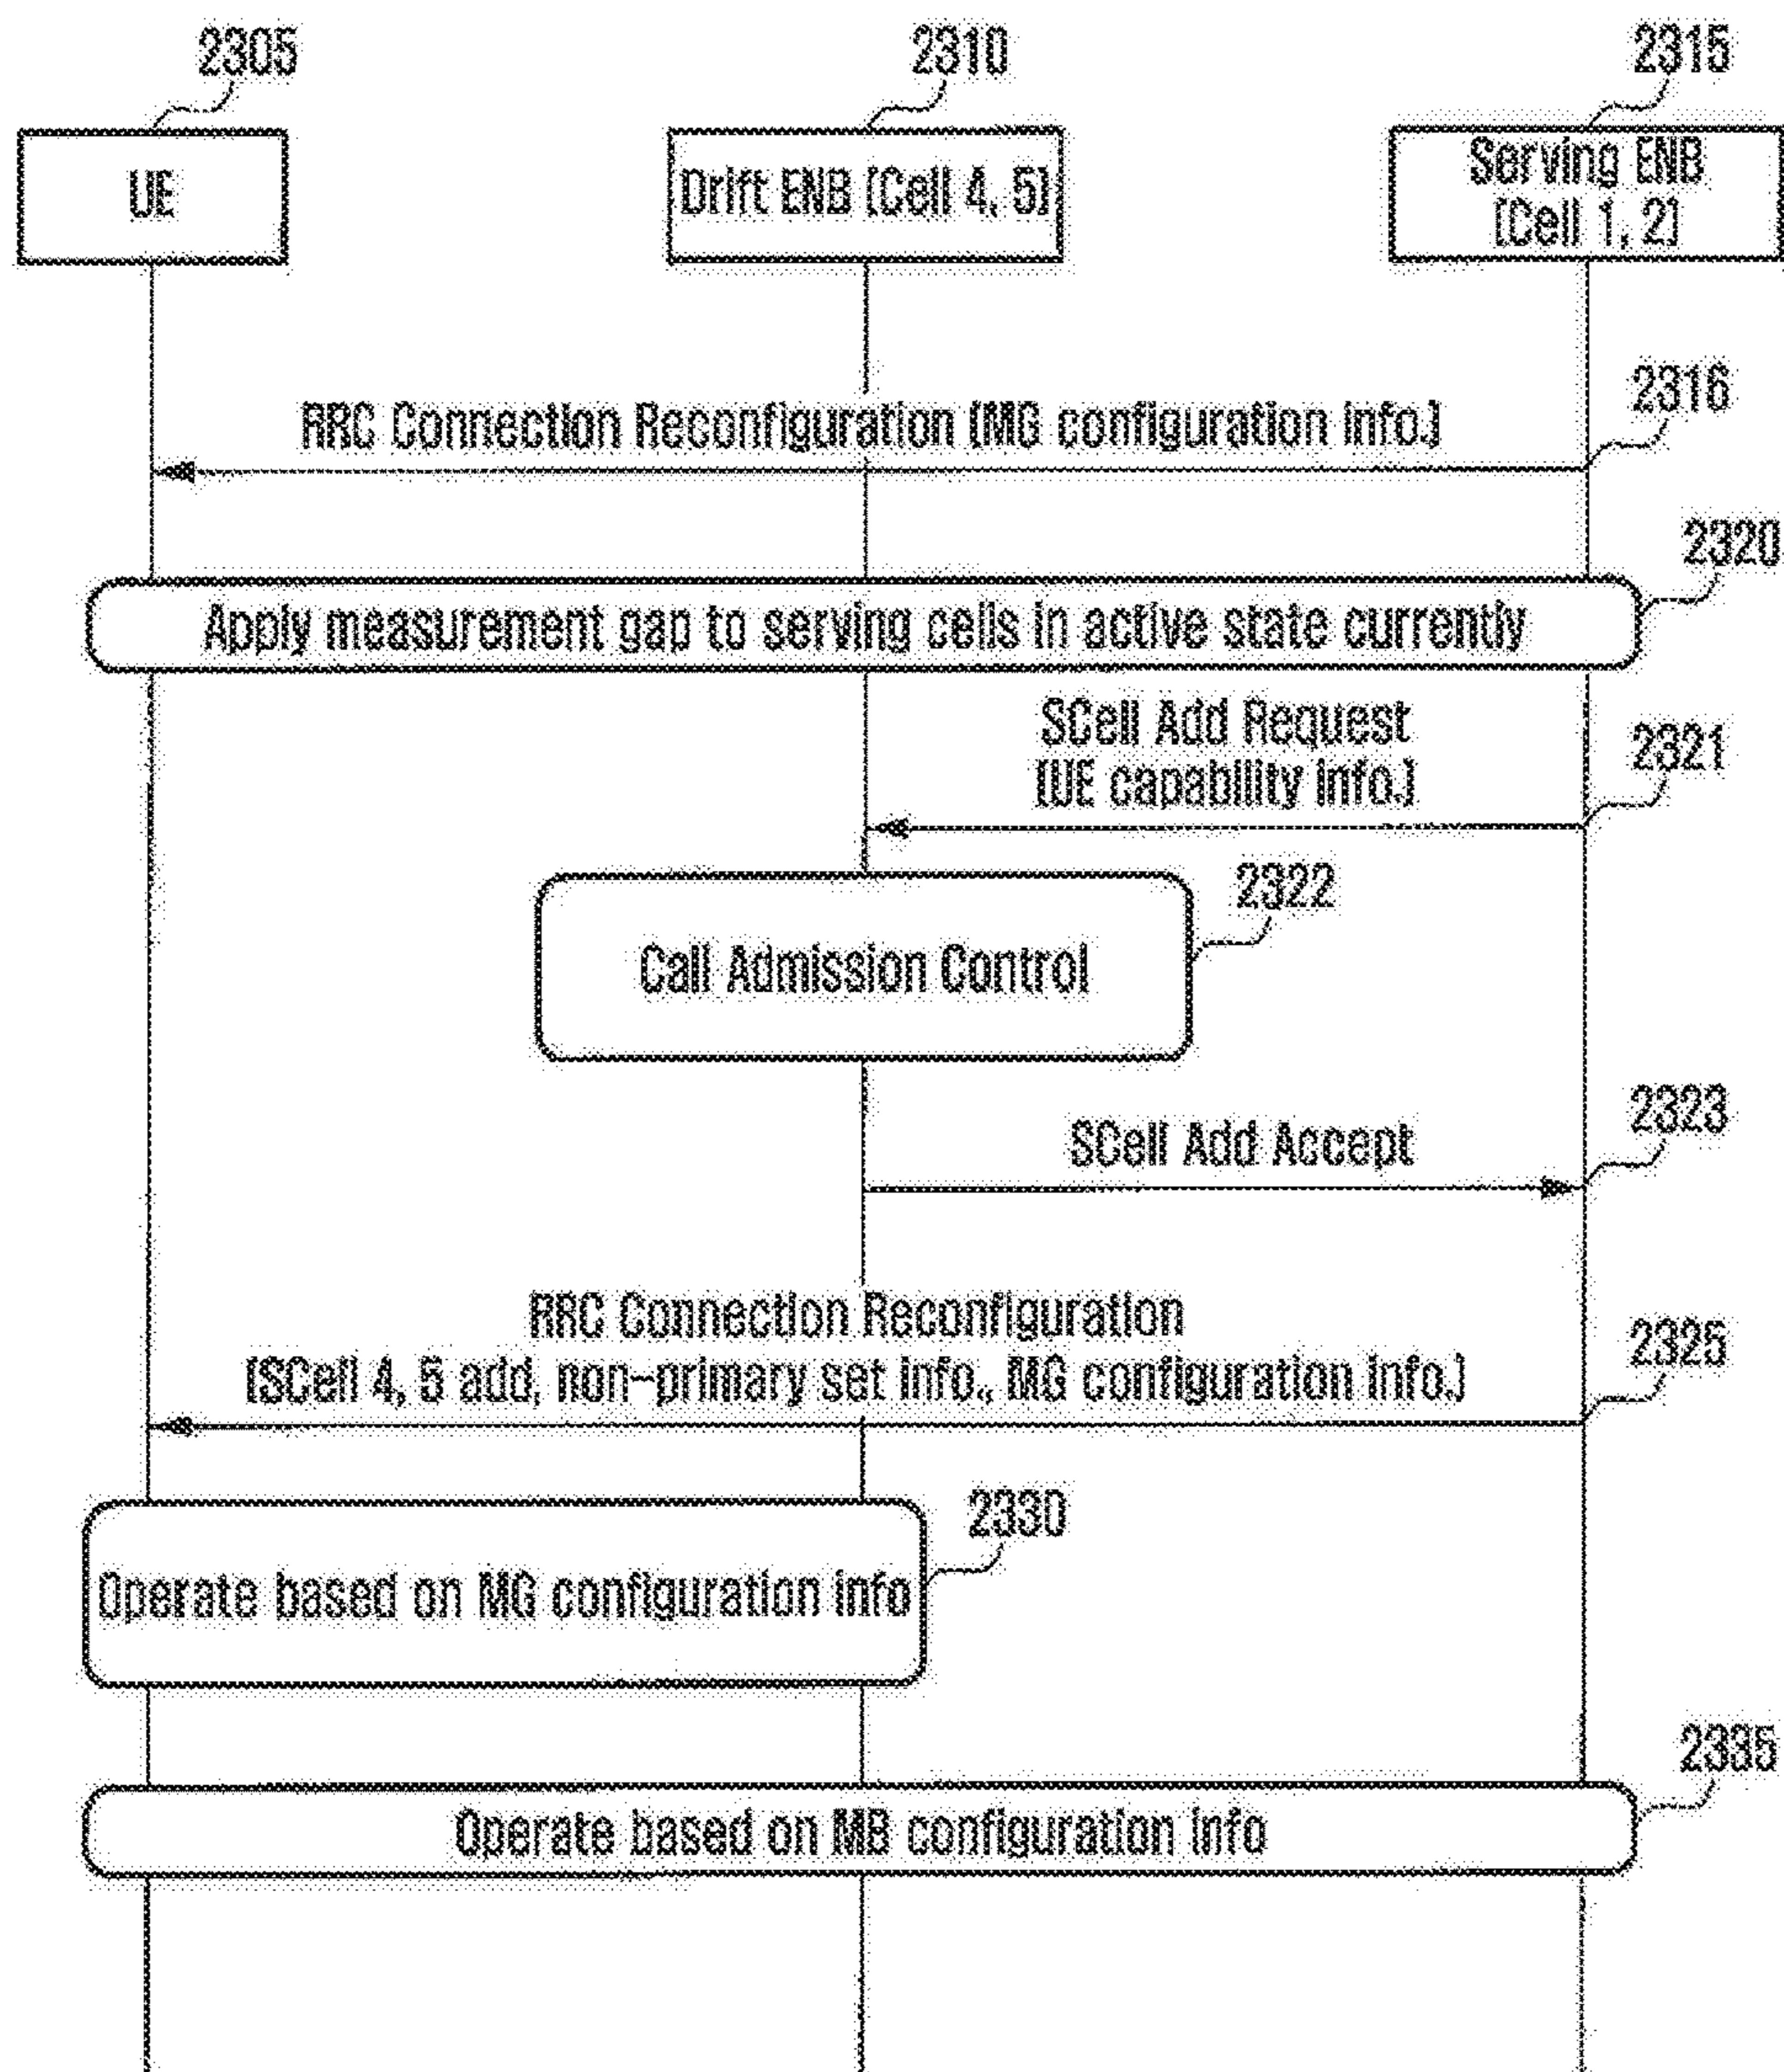 2305
2310
2315
UE
Drift ENB (Cell 4, 5)
Serving ENB
(Cell 1, 2)
2316
RRC Connection Reconfiguration (MG configuration info.)
2320
Apply measurement gap to serving cells in active state currently
SCell Add Request
(UE capability info.)
2321
2322
Call Admission Control
2323
SCell Add Accept
RRC Connection Reconfiguration
(SCell 4, 5 add, non-primary set info., MG configuration info.)
2325
2330
Operate based on MG configuration info
2335
Operate based on MB configuration info